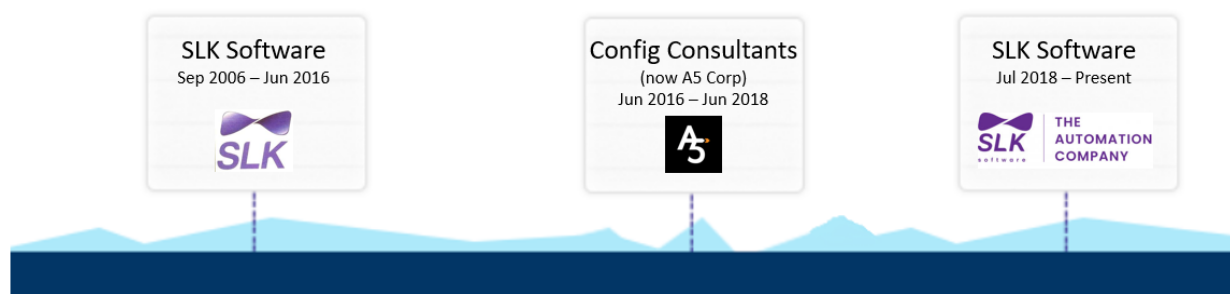 SLK Software
Sep 2006 – Jun 2016
SLK
Config Consultants
(now A5 Corp)
Jun 2016 – Jun 2018
A5
SLK Software
Jul 2018 – Present
SLK
software
THE
AUTOMATION
COMPANY